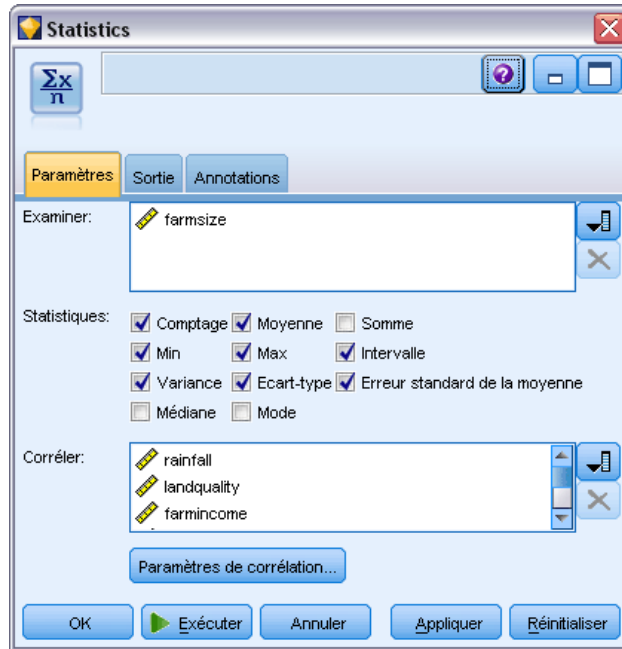 Statistics
Σx
n
?
Paramètres Sortie Annotations
Examiner: farmsize
Statistiques: Comptage Moyenne Somme
Min Max Intervalle
Variance Ecart-type Erreur standard de la moyenne
Médiane Mode
Corréler: rainfall
landquality
farmincome
Paramètres de corrélation...
OK Exécuter Annuler Appliquer Réinitialiser